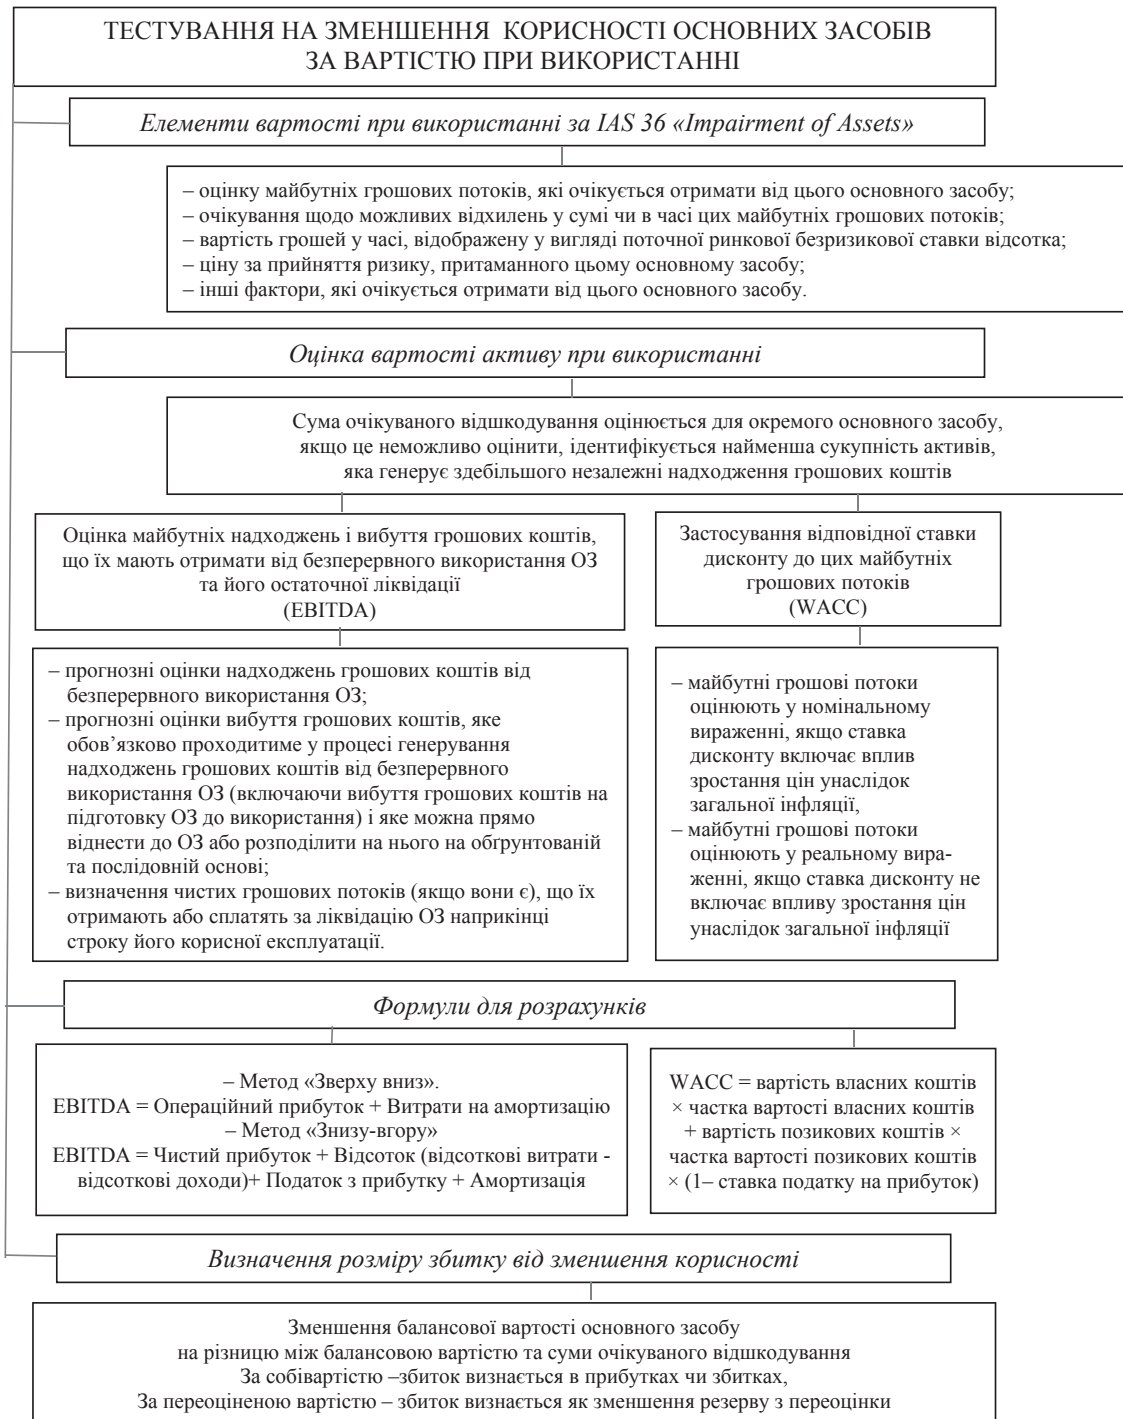 ТЕСТУВАННЯ НА ЗМЕНШЕННЯ КОРИСНОСТІ ОСНОВНИХ ЗАСОБІВ
ЗА ВАРТІСТЮ ПРИ ВИКОРИСТАННІ
Елементи вартості при використанні за IAS 36 «Impairment of Assets»
– оцінку майбутніх грошових потоків, які очікується отримати від цього основного засобу;
– очікування щодо можливих відхилень у сумі чи в часі цих майбутніх грошових потоків;
– вартість грошей у часі, відображену у вигляді поточної ринкової безризикової ставки відсотка;
– ціну за прийняття ризику, притаманного цьому основному засобу;
– інші фактори, які очікується отримати від цього основного засобу.
Оцінка вартості активу при використанні
Сума очікуваного відшкодування оцінюється для окремого основного засобу,
якщо це неможливо оцінити, ідентифікується найменша сукупність активів,
яка генерує здебільшого незалежні надходження грошових коштів
Оцінка майбутніх надходжень і вибуття грошових коштів,
що їх мають отримати від безперервного використання ОЗ
та його остаточної ліквідації
(EBITDA)
Застосування відповідної ставки
дисконту до цих майбутніх
грошових потоків
(WACC)
– прогнозні оцінки надходжень грошових коштів від
безперервного використання ОЗ;
– прогнозні оцінки вибуття грошових коштів, яке
обов’язково проходитиме у процесі генерування
надходжень грошових коштів від безперервного
використання ОЗ (включаючи вибуття грошових коштів на
підготовку ОЗ до використання) і яке можна прямо
віднести до ОЗ або розподілити на нього на обґрунтованій
та послідовній основі;
– визначення чистих грошових потоків (якщо вони є), що їх
отримають або сплатять за ліквідацію ОЗ наприкінці
строку його корисної експлуатації.
– майбутні грошові потоки
оцінюють у номінальному
вираженні, якщо ставка
дисконту включає вплив
зростання цін унаслідок
загальної інфляції,
– майбутні грошові потоки
оцінюють у реальному вира-
женні, якщо ставка дисконту не
включає впливу зростання цін
унаслідок загальної інфляції
Формули для розрахунків
– Метод «Зверху вниз».
EBITDA = Операційний прибуток + Витрати на амортизацію
– Метод «Знизу-вгору»
EBITDA = Чистий прибуток + Відсоток (відсоткові витрати -
відсоткові доходи)+ Податок з прибутку + Амортизація
WACC = вартість власних коштів
× частка вартості власних коштів
+ вартість позикових коштів ×
частка вартості позикових коштів
× (1– ставка податку на прибуток)
Визначення розміру збитку від зменшення корисності
Зменшення балансової вартості основного засобу
на різницю між балансовою вартістю та суми очікуваного відшкодування
За собівартістю –збиток визнається в прибутках чи збитках,
За переоціненою вартістю – збиток визнається як зменшення резерву з переоцінки